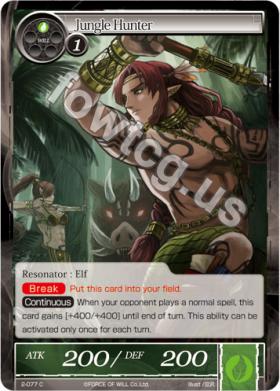 Jungle Hunter
WILL
1
fowtcg.us
Resonator : Elf
Break Put this card into your field.
Continuous When your opponent plays a normal spell, this
card gains [+400/+400] until end of turn. This ability can
be activated only once for each turn.
ATK 200/ DEF 200
2-077 C ©FORCE OF WILL Co.,Ltd.